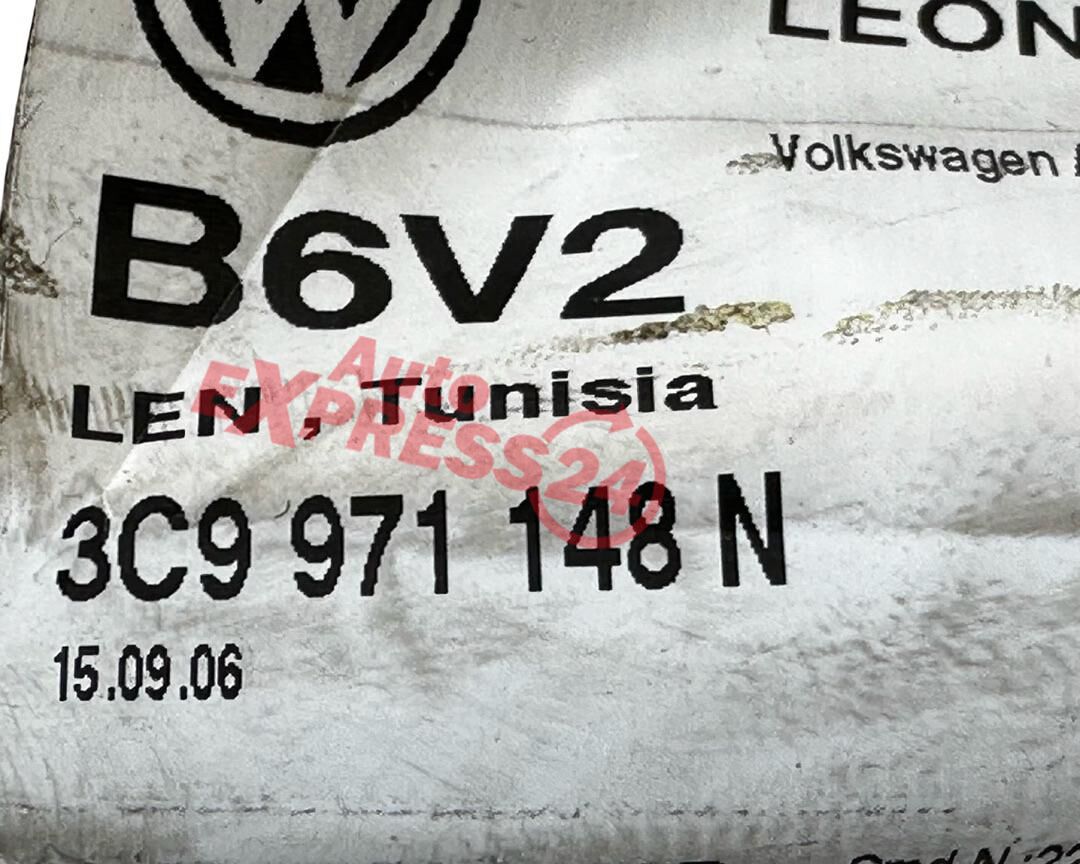 LEON
Volkswagen
B6V2
LEN , Tunisia
Auto
EXPRESS24
3C9 971 148 N
15.09.06